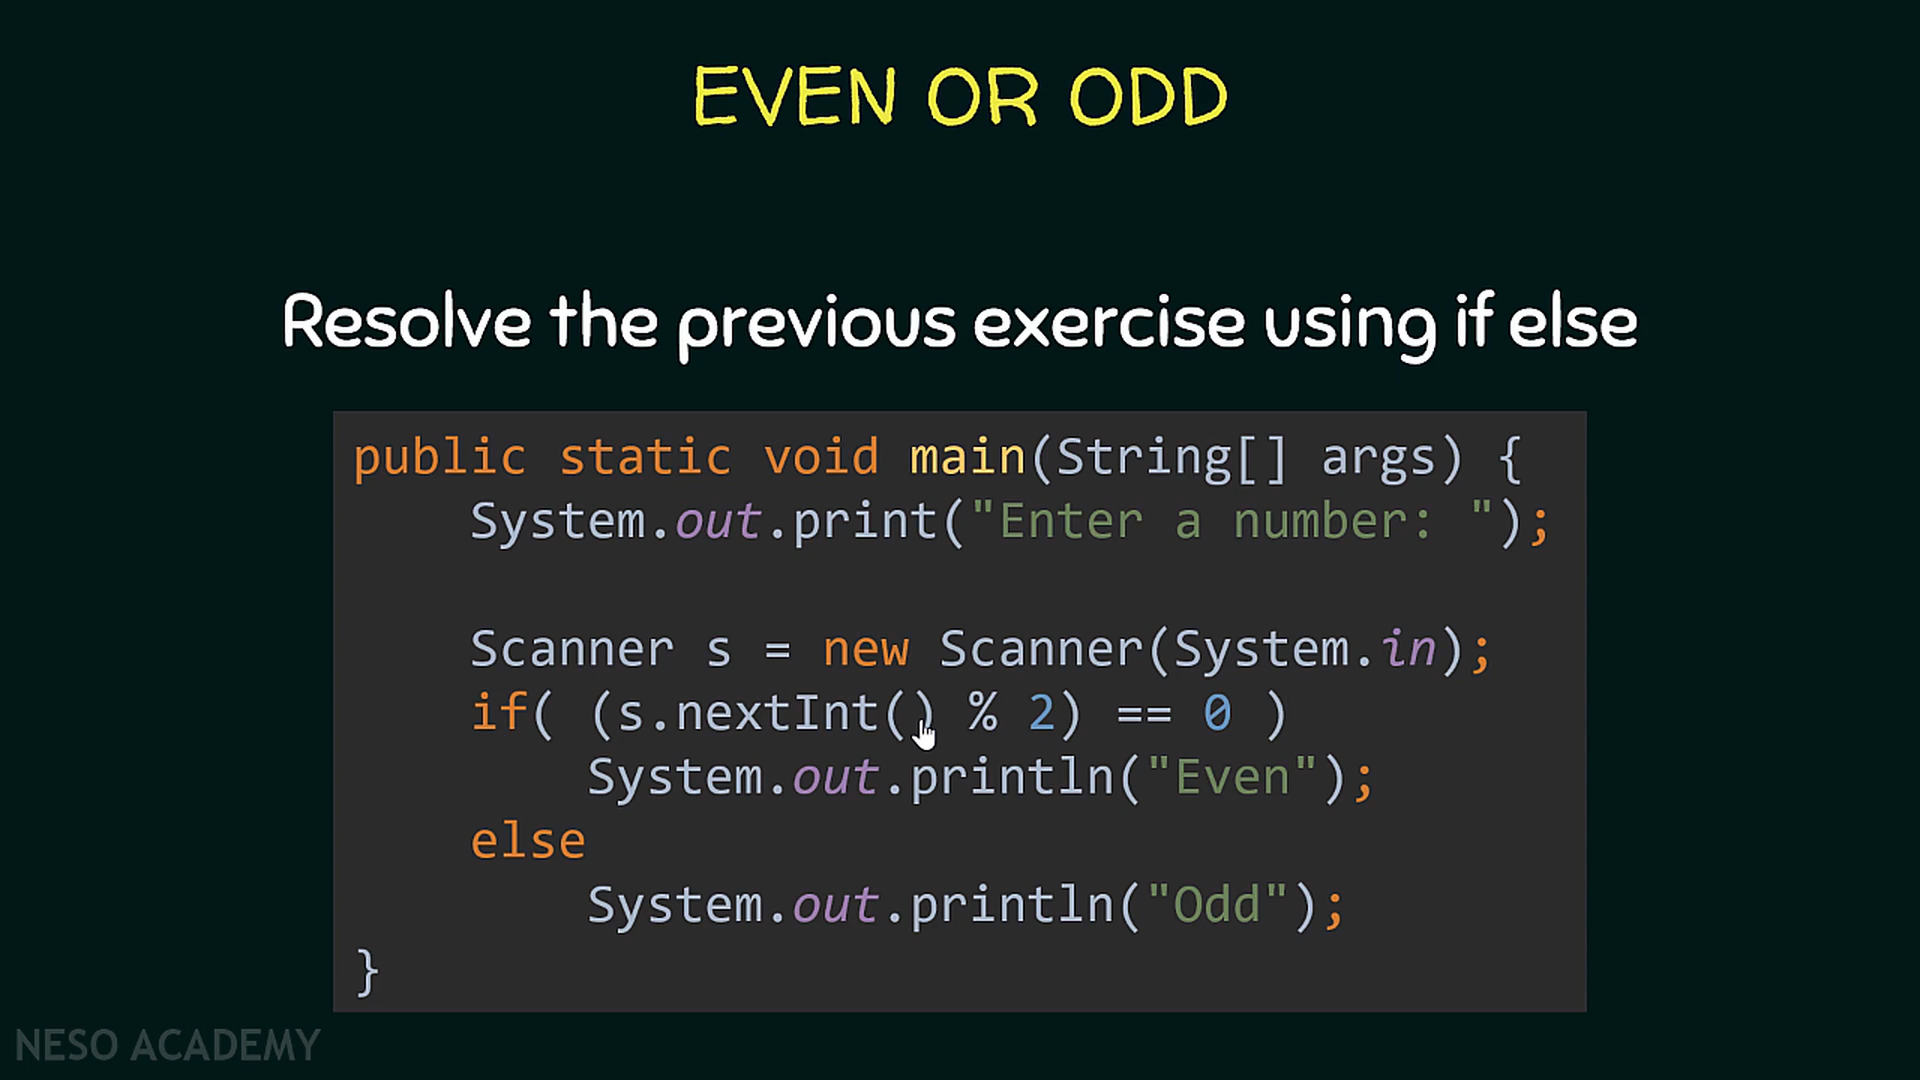 EVEN OR ODD
Resolve the previous exercise using if else
public static void main(String[] args) {
System.out.print("Enter a number: ");
Scanner s = new Scanner(System.in);
if( (s.nextInt() % 2) == 0 )
System.out.println("Even");
else
System.out.println("Odd");
}
NESO ACADEMY